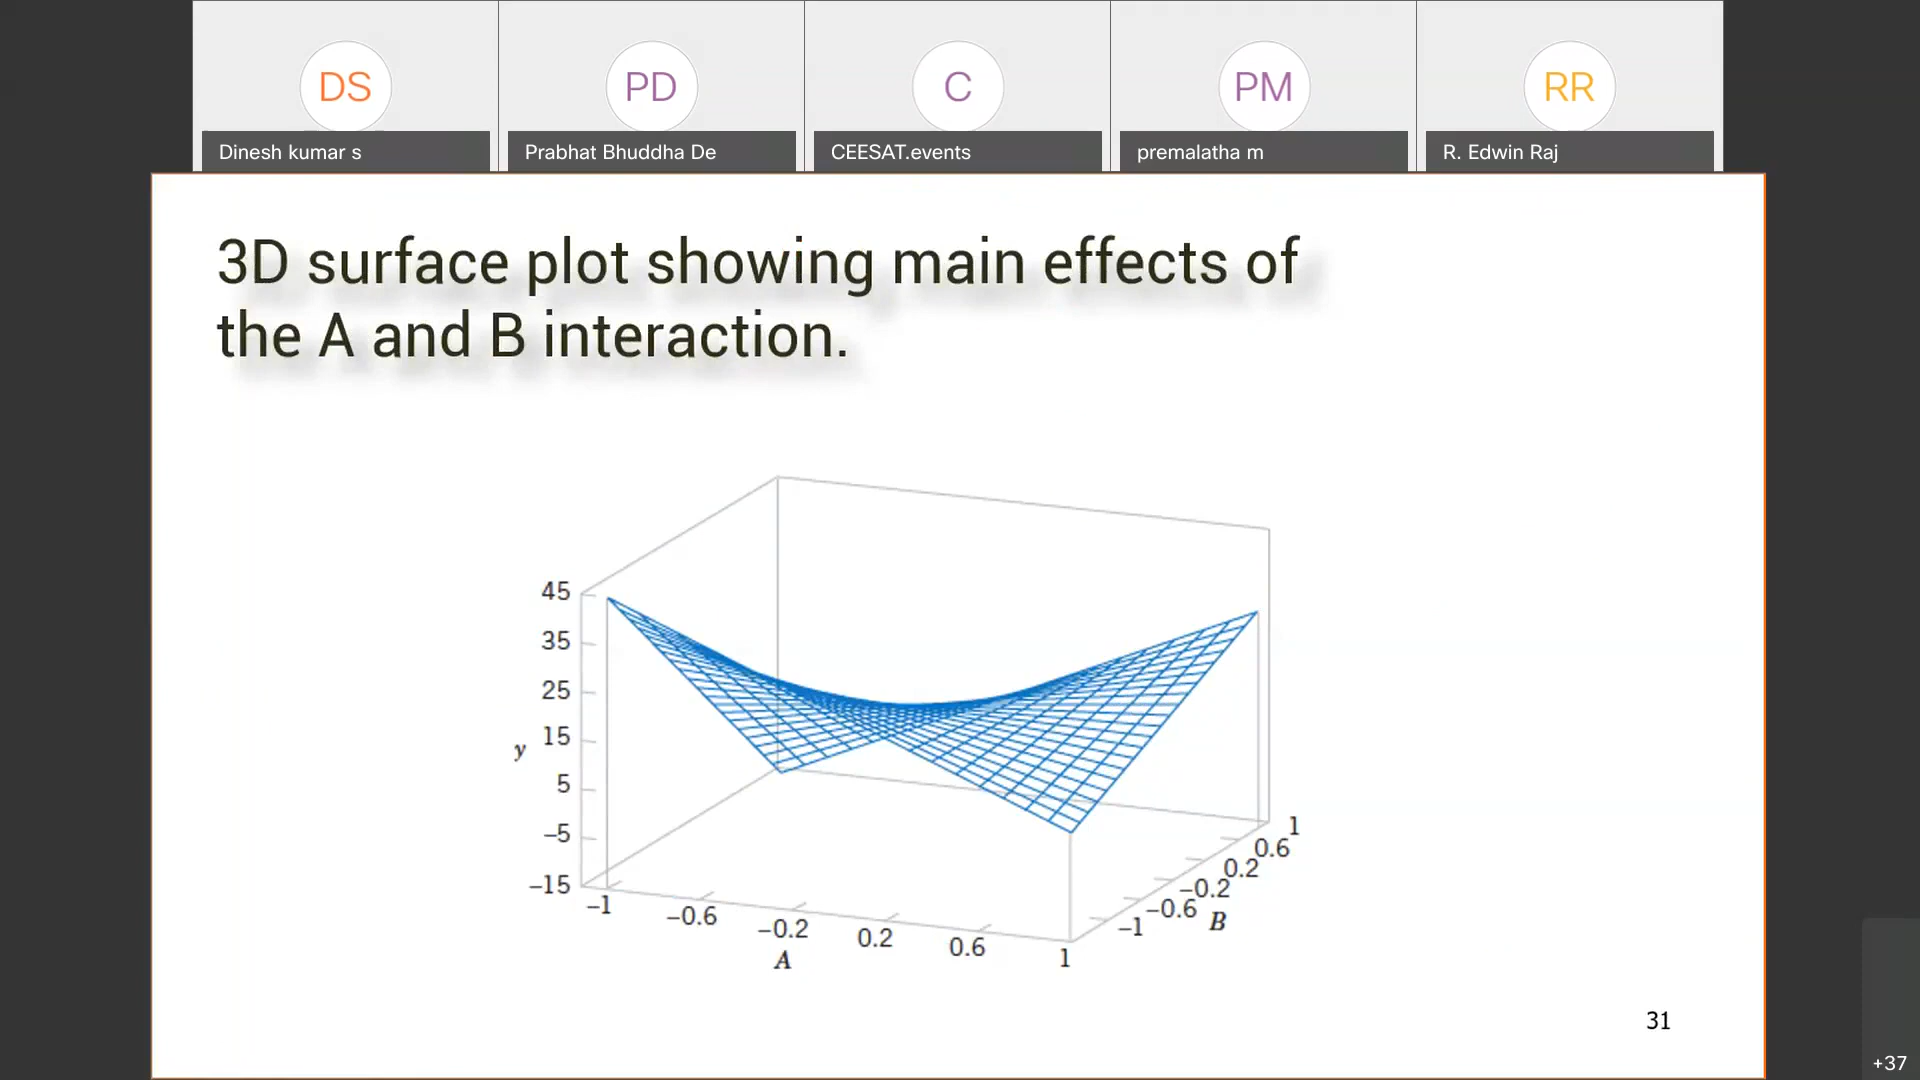 DS
PD
C
PM
RR
Dinesh kumar s
Prabhat Bhuddha De
CEESAT.events
premalatha m
R. Edwin Raj
3D surface plot showing main effects of
the A and B interaction.
45
35
25
15
y
5
−5
−15
−1
−0.6
−0.2
0.2
0.6
1
A
−1
−0.6
−0.2
0.2
0.6
1
B
31
+37